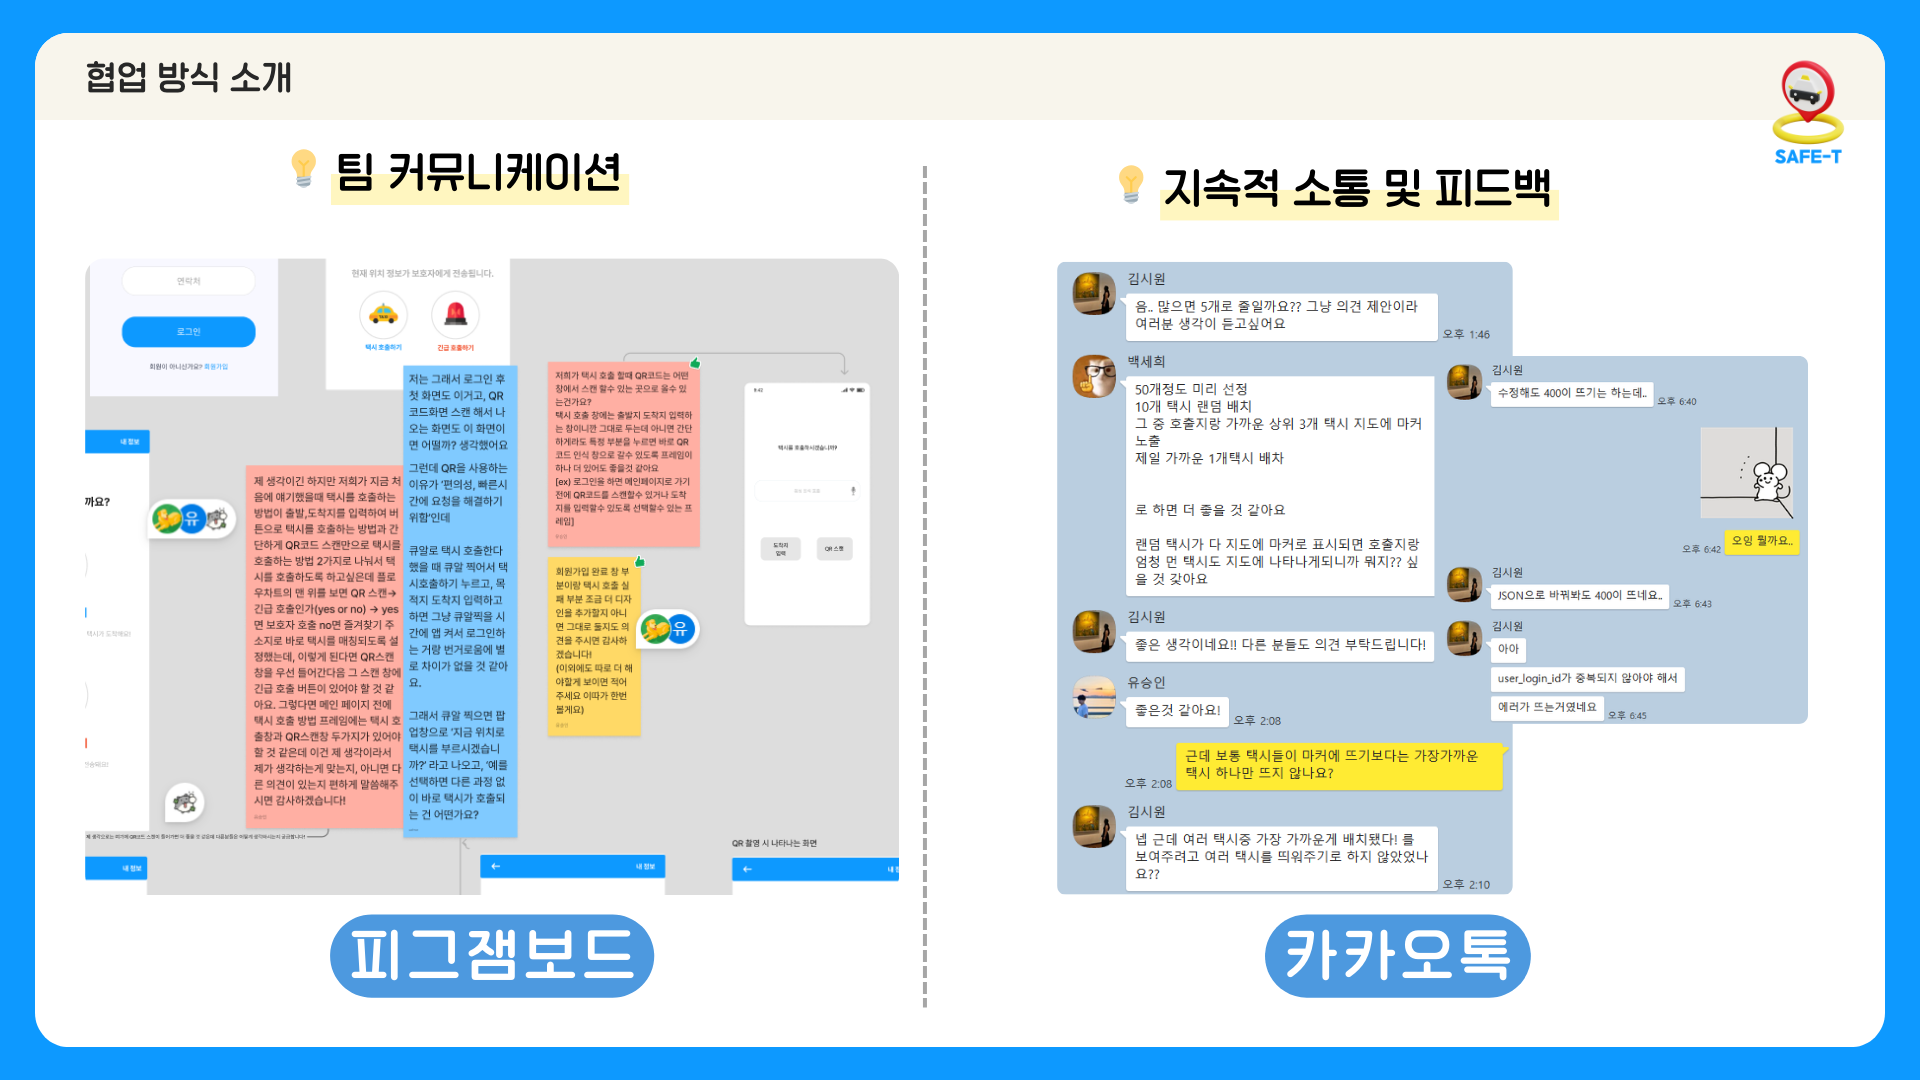 협업 방식 소개
SAFE-T
팀 커뮤니케이션
연락처
로그인
회원이 아니신가요? 회원가입
현재 위치 정보가 보호자에게 전송됩니다.
택시 호출하기
긴급 호출하기
내 정보
까요?
택시가 도착해요!
전송돼요!
내 정보
제 생각이긴 하지만 저희가 지금 처
음에 얘기했을때 택시를 호출하는
방법이 출발,도착지를 입력하여 버
튼으로 택시를 호출하는 방법과 간
단하게 QR코드 스캔만으로 택시를
호출하는 방법 2가지로 나눠서 택
시를 호출하도록 하고싶은데 플로
우차트의 맨 위를 보면 QR 스캔→
긴급 호출인가(yes or no) → yes
면 보호자 호출 no면 즐겨찾기 주
소지로 바로 택시를 매칭되도록 설
정했는데, 이렇게 된다면 QR스캔
창을 우선 들어간다음 그 스캔 창에
긴급 호출 버튼이 있어야 할 것 같
아요. 그렇다면 메인 페이지 전에
택시 호출 방법 프레임에는 택시 호
출창과 QR스캔창 두가지가 있어야
할 것 같은데 이건 제 생각이라서
제가 생각하는게 맞는지, 아니면 다
른 의견이 있는지 편하게 말씀해주
시면 감사하겠습니다!
유승인
저는 그래서 로그인 후
첫 화면도 이거고, QR
코드화면 스캔 해서 나
오는 화면도 이 화면이
면 어떨까? 생각했어요
그런데 QR을 사용하는
이유가 '편의성, 빠른시
간에 요청을 해결하기
위함'인데
큐알로 택시 호출한다
했을 때 큐알 찍어서 택
시호출하기 누르고, 목
적지 도착지 입력하고
하면 그냥 큐알찍을 시
간에 앱 켜서 로그인하
는 거랑 번거로움에 별
로 차이가 없을 것 같아
요.
그래서 큐알 찍으면 팝
업창으로 '지금 위치로
택시를 부르시겠습니
까?' 라고 나오고, '예를
선택하면 다른 과정 없
이 바로 택시가 호출되
는 건 어떤가요?
유
저희가 택시 호출 할때 QR코드는 어떤
창에서 스캔 할수 있는 곳으로 올수 있
는건가요?
택시 호출 창에는 출발지 도착지 입력하
는 창이니깐 그대로 두는데 아니면 간단
하게라도 특정 부분을 누르면 바로 QR
코드 인식 창으로 갈수 있도록 프레임이
하나 더 있어도 좋을것 같아요
[ex) 로그인을 하면 메인페이지로 가기
전에 QR코드를 스캔할수 있거나 도착
지를 입력할수 있도록 선택할수 있는 프
레임]
유승인
회원가입 완료 창 부
분이랑 택시 호출 실
패 부분 조금 더 디자
인을 추가할지 아니
면 그대로 둘지도 의
견을 주시면 감사하
겠습니다!
(이외에도 따로 더 해
야할게 보이면 적어
주세요 이따가 한번
볼게요)
유승인
유
9:42
택시를 호출하시겠습니까?
도착지
입력
QR 스캔
QR 촬영 시 나타나는 화면
내 정보
피그잼보드
지속적 소통 및 피드백
김시원
음.. 많으면 5개로 줄일까요?? 그냥 의견 제안이라
여러분 생각이 듣고싶어요
오후 1:46
백세희
50개정도 미리 선정
10개 택시 랜덤 배치
그 중 호출지랑 가까운 상위 3개 택시 지도에 마커
노출
제일 가까운 1개택시 배차
로 하면 더 좋을 것 같아요
랜덤 택시가 다 지도에 마커로 표시되면 호출지랑
엄청 먼 택시도 지도에 나타나게되니까 뭐지?? 싶
을 것 갖아요
김시원
좋은 생각이네요!! 다른 분들도 의견 부탁드립니다!
유승인
좋은것 같아요!
오후 2:08
근데 보통 택시들이 마커에 뜨기보다는 가장가까운
택시 하나만 뜨지 않나요?
오후 2:08
김시원
넵 근데 여러 택시중 가장 가까운게 배치됐다! 를
보여주려고 여러 택시를 띄워주기로 하지 않았었나
요??
오후 2:10
김시원
수정해도 400이 뜨기는 하는데..
오후 6:40
오잉 뭘까요..
오후 6:42
김시원
JSON으로 바꿔봐도 400이 뜨네요..
오후 6:43
김시원
아아
user_login_id가 중복되지 않아야 해서
에러가 뜨는거였네요
오후 6:45
카카오톡